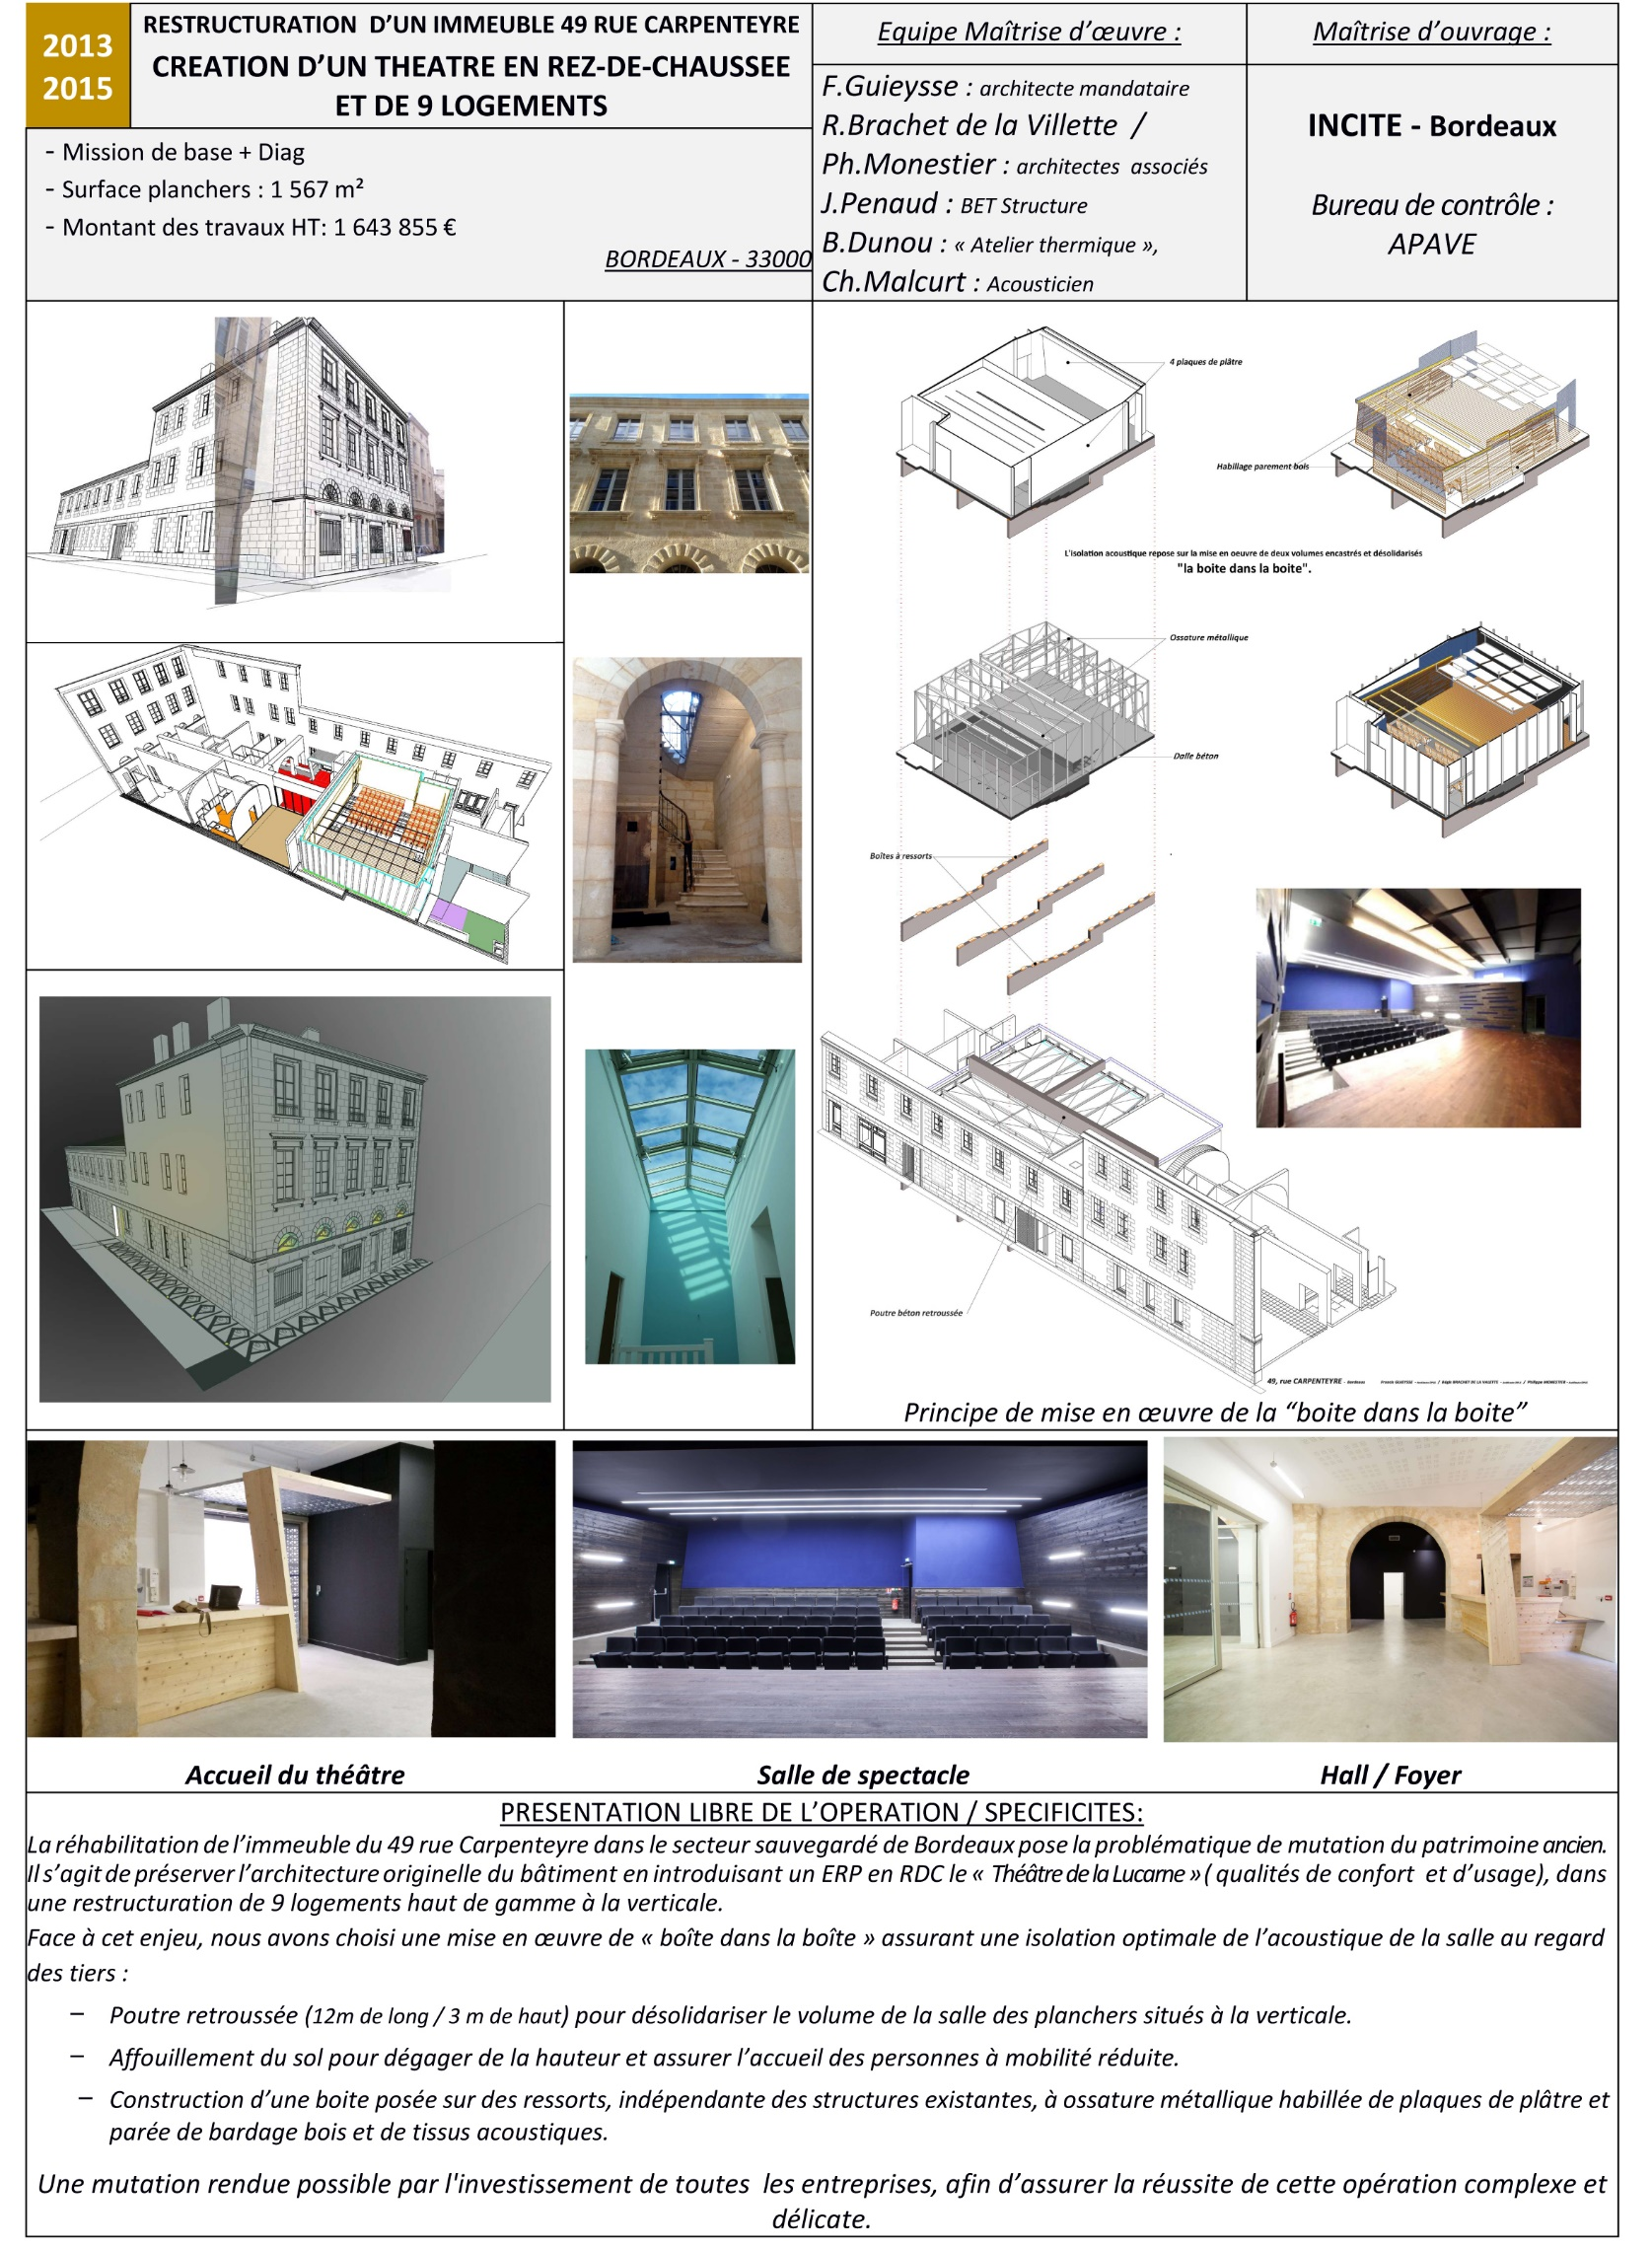 2013
2015
RESTRUCTURATION D’UN IMMEUBLE 49 RUE CARPENTEYRE
CREATION D’UN THEATRE EN REZ-DE-CHAUSSEE
ET DE 9 LOGEMENTS
- Mission de base + Diag
- Surface planchers : 1 567 m²
- Montant des travaux HT: 1 643 855 €
BORDEAUX - 33000
Equipe Maîtrise d’œuvre :
F.Guieysse : architecte mandataire
R.Brachet de la Villette /
Ph.Monestier : architectes associés
J.Penaud : BET Structure
B.Dunou : « Atelier thermique »,
Ch.Malcurt : Acousticien
Maîtrise d’ouvrage :
INCITE - Bordeaux
Bureau de contrôle :
APAVE
4 plaques de plâtre
Habillage parement bois
L'isolation acoustique repose sur la mise en oeuvre de deux volumes encastrés et désolidarisés
"la boite dans la boite".
Ossature métallique
Dalle béton
Boîtes à ressorts
Poutre béton retroussée
49, rue CARPENTEYRE - Bordeaux
Principe de mise en œuvre de la “boite dans la boite”
Accueil du théâtre
Salle de spectacle
Hall / Foyer
PRESENTATION LIBRE DE L’OPERATION / SPECIFICITES:
La réhabilitation de l’immeuble du 49 rue Carpenteyre dans le secteur sauvegardé de Bordeaux pose la problématique de mutation du patrimoine ancien.
Il s’agit de préserver l’architecture originelle du bâtiment en introduisant un ERP en RDC le « Théâtre de la Lucarne » ( qualités de confort et d’usage), dans
une restructuration de 9 logements haut de gamme à la verticale.
Face à cet enjeu, nous avons choisi une mise en œuvre de « boîte dans la boîte » assurant une isolation optimale de l’acoustique de la salle au regard
des tiers :
– Poutre retroussée (12m de long / 3 m de haut) pour désolidariser le volume de la salle des planchers situés à la verticale.
– Affouillement du sol pour dégager de la hauteur et assurer l’accueil des personnes à mobilité réduite.
– Construction d’une boite posée sur des ressorts, indépendante des structures existantes, à ossature métallique habillée de plaques de plâtre et
parée de bardage bois et de tissus acoustiques.
Une mutation rendue possible par l'investissement de toutes les entreprises, afin d’assurer la réussite de cette opération complexe et
délicate.